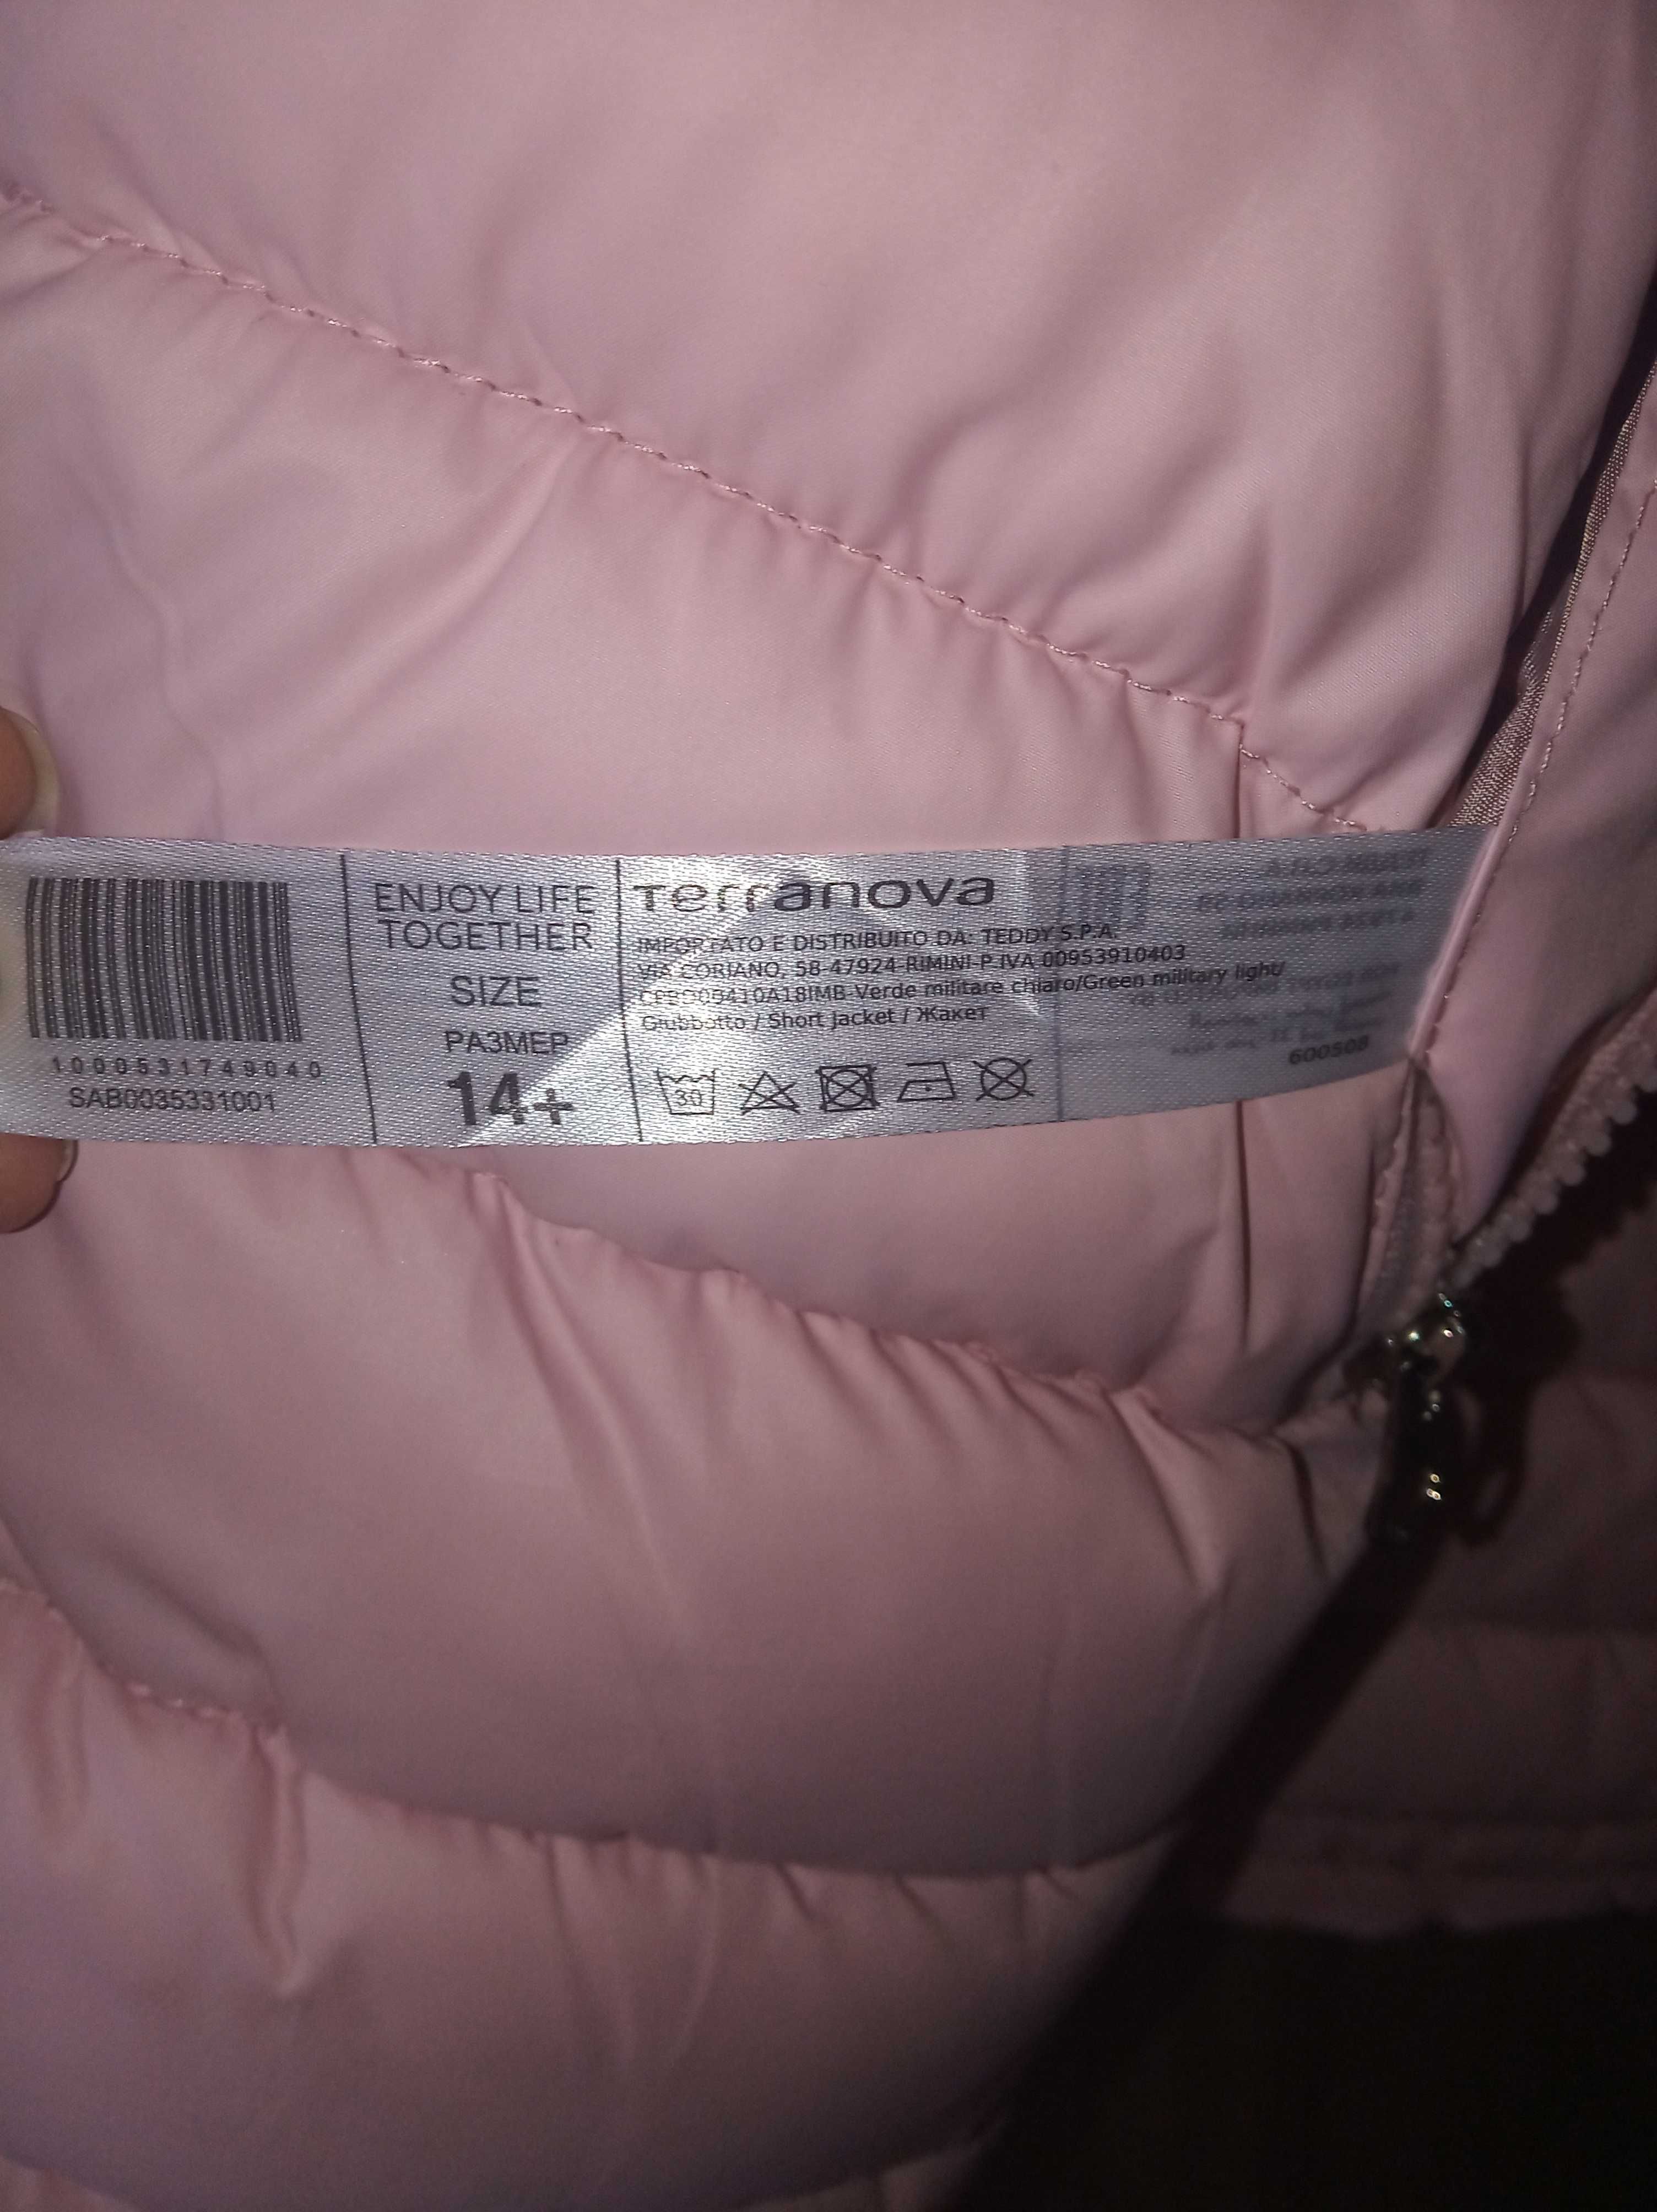 1000531749040
SAB0035331001
ENJOY LIFE
TOGETHER
SIZE
РАЗМЕР
14+
Terranova
IMPORTATO E DISTRIBUITO DA: TEDDY S.P.A.
VIA CORIANO, 58-47924-RIMINI-P.IVA 00953910403
Verde militare chiaro/Green military light/
Giubbotto / Short Jacket / Жакет
30
600508